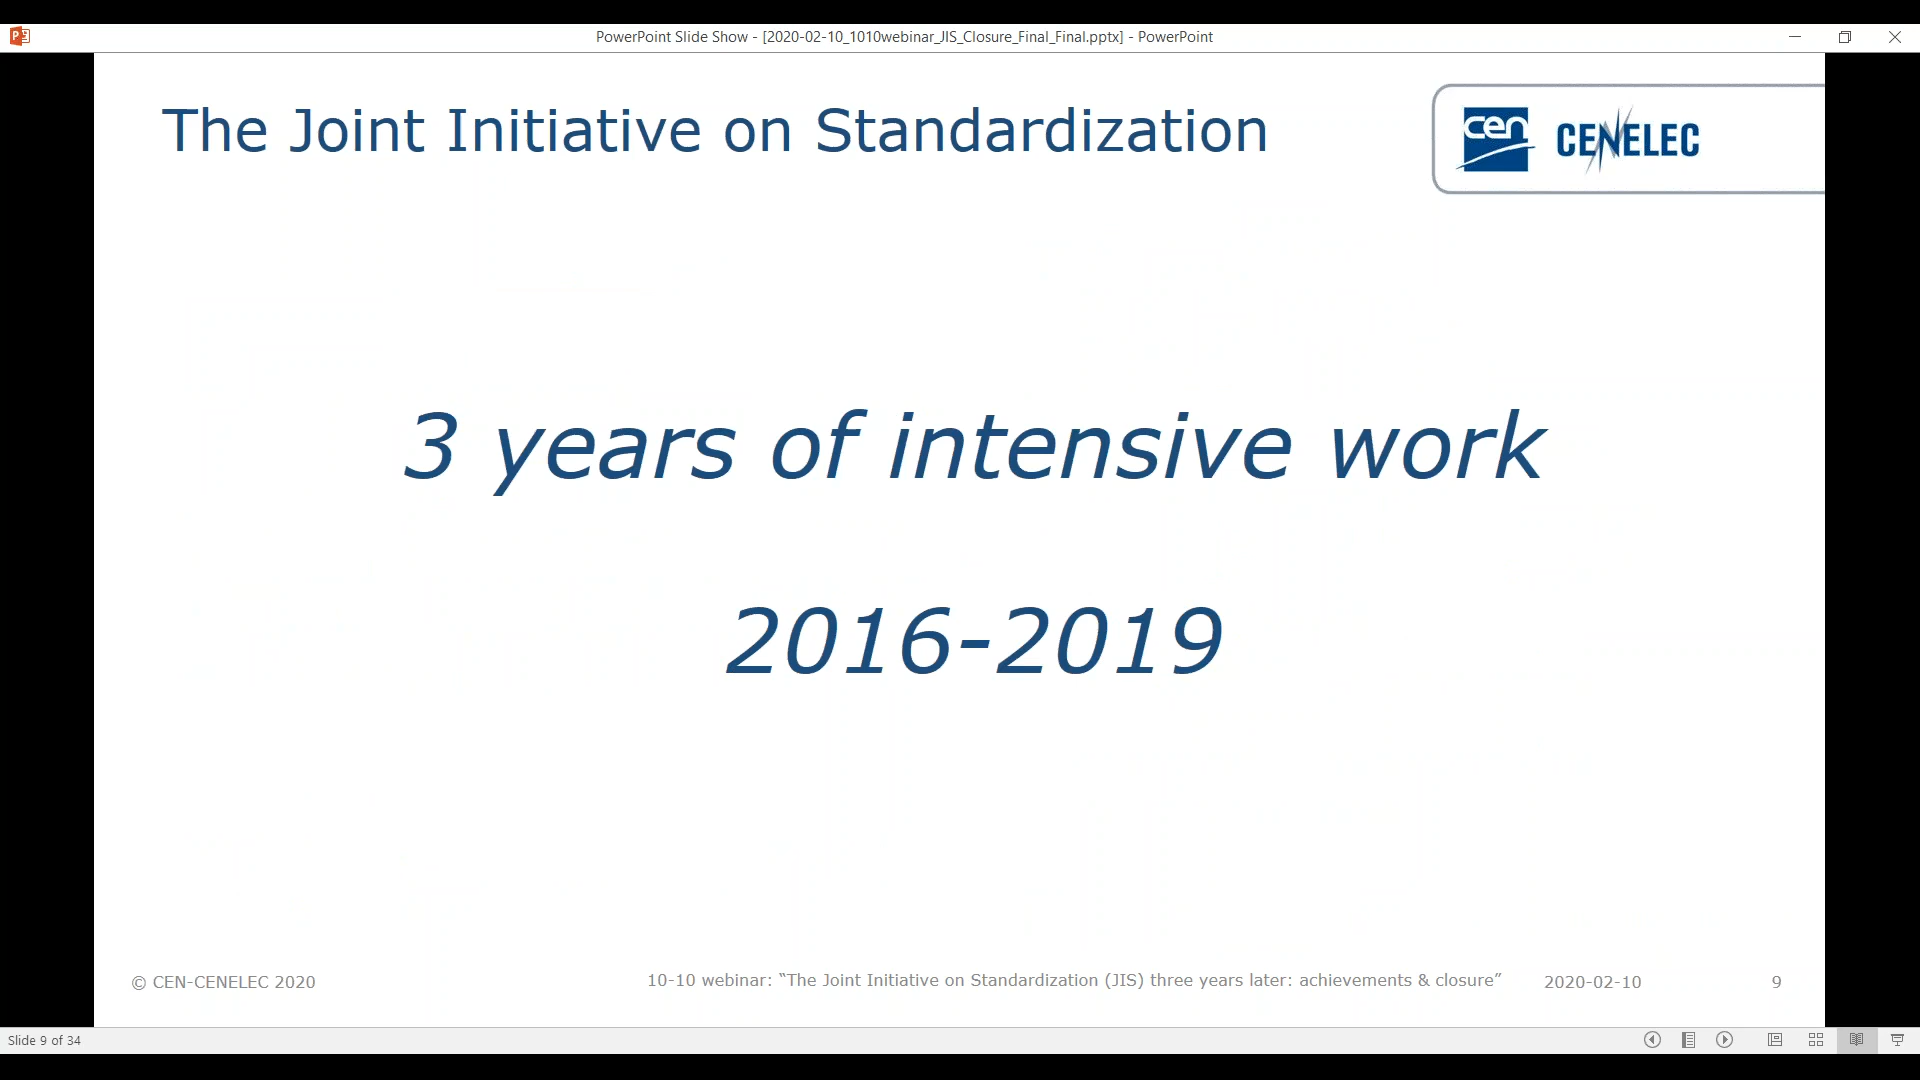 PowerPoint Slide Show - [2020-02-10_1010webinar_JIS_Closure_Final_Final.pptx] - PowerPoint
The Joint Initiative on Standardization
cen CENELEC
3 years of intensive work
2016-2019
© CEN-CENELEC 2020
10-10 webinar: “The Joint Initiative on Standardization (JIS) three years later: achievements & closure”
2020-02-10
9
Slide 9 of 34